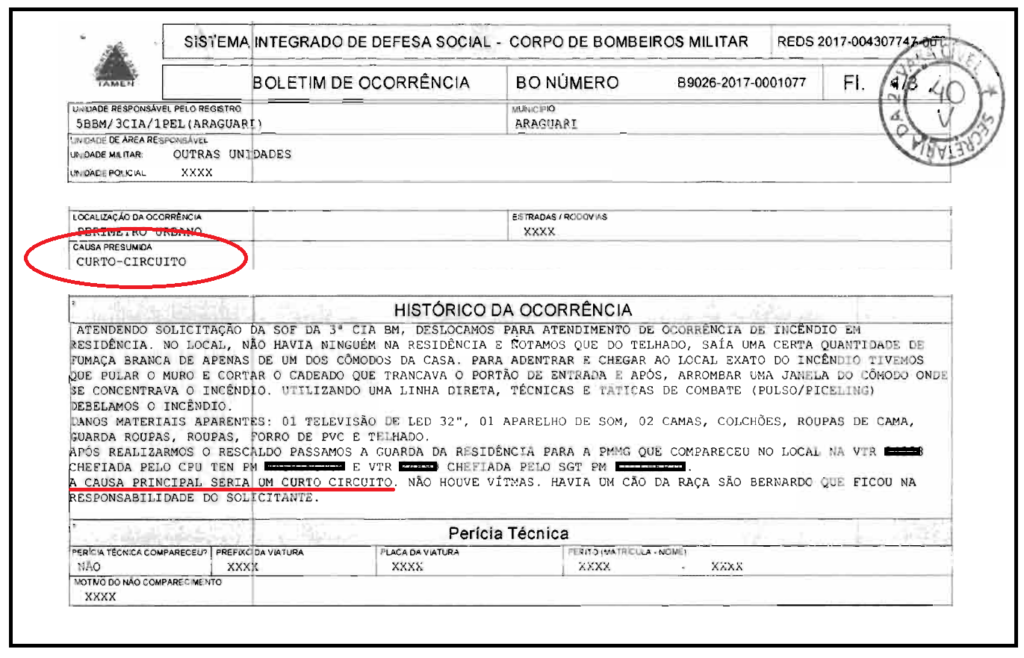 SISTEMA INTEGRADO DE DEFESA SOCIAL - CORPO DE BOMBEIROS MILITAR REDS 2017-004307747-001
ITAMEN
BOLETIM DE OCORRÊNCIA BO NÚMERO B9026-2017-0001077 Fl. 4/3
2ª VARA CÍVEL
40
SECRETARIA DA
UNIDADE RESPONSÁVEL PELO REGISTRO MUNICÍPIO
5BBM/3CIA/1PEL(ARAGUARI) ARAGUARI
UNIDADE DE ÁREA RESPONSÁVEL
UNIDADE MILITAR: OUTRAS UNIDADES
UNIDADE POLICIAL XXXX
LOCALIZAÇÃO DA OCORRÊNCIA ESTRADAS / RODOVIAS
PERIMETRO URBANO XXXX
CAUSA PRESUMIDA
CURTO-CIRCUITO
HISTÓRICO DA OCORRÊNCIA
ATENDENDO SOLICITAÇÃO DA SOF DA 3ª CIA BM, DESLOCAMOS PARA ATENDIMENTO DE OCORRÊNCIA DE INCÊNDIO EM
RESIDÊNCIA. NO LOCAL, NÃO HAVIA NINGUÉM NA RESIDÊNCIA E NOTAMOS QUE DO TELHADO, SAÍA UMA CERTA QUANTIDADE DE
FUMAÇA BRANCA DE APENAS DE UM DOS CÔMODOS DA CASA. PARA ADENTRAR E CHEGAR AO LOCAL EXATO DO INCÊNDIO TIVEMOS
QUE PULAR O MURO E CORTAR O CADEADO QUE TRANCAVA O PORTÃO DE ENTRADA E APÓS, ARROMBAR UMA JANELA DO CÔMODO ONDE
SE CONCENTRAVA O INCÊNDIO. UTILIZANDO UMA LINHA DIRETA, TÉCNICAS E TATICAS DE COMBATE (PULSO/PICELING)
DEBELAMOS O INCÊNDIO.
DANOS MATERIAIS APARENTES: 01 TELEVISÃO DE LED 32", 01 APARELHO DE SOM, 02 CAMAS, COLCHÕES, ROUPAS DE CAMA,
GUARDA ROUPAS, ROUPAS, FORRO DE PVC E TELHADO.
APÓS REALIZARMOS O RESCALDO PASSAMOS A GUARDA DA RESIDÊNCIA PARA A PMMG QUE COMPARECEU NO LOCAL NA VTR
CHEFIADA PELO CPU TEN PM E VTR CHEFIADA PELO SGT PM .
A CAUSA PRINCIPAL SERIA UM CURTO CIRCUITO. NÃO HOUVE VÍTMAS. HAVIA UM CÃO DA RAÇA SÃO BERNARDO QUE FICOU NA
RESPONSABILIDADE DO SOLICITANTE.
Perícia Técnica
PERÍCIA TÉCNICA COMPARECEU? PREFIXO DA VIATURA PLACA DA VIATURA PERITO (MATRÍCULA - NOME)
NÃO XXXX XXXX XXXX - XXXX
MOTIVO DO NÃO COMPARECIMENTO
XXXX